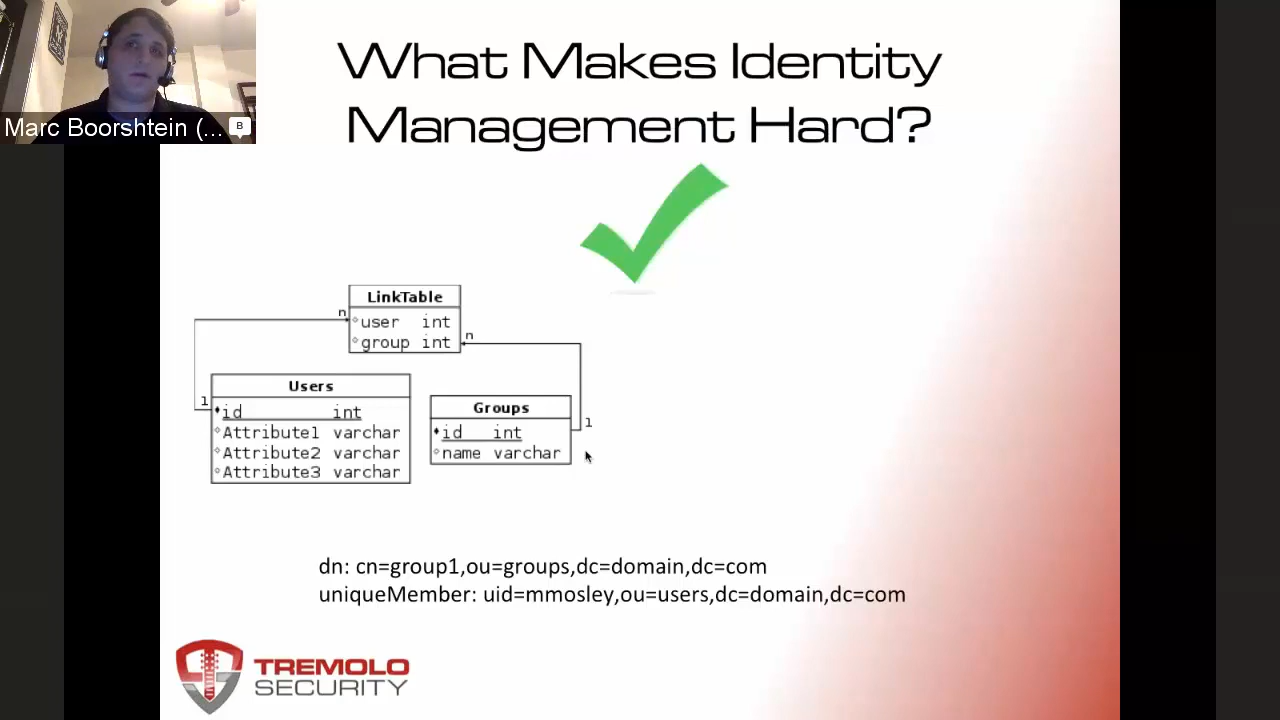 Marc Boorshtein (...
B
What Makes Identity
Management Hard?
LinkTable
n
user int
group int
n
Users
1
id int
Attribute1 varchar
Attribute2 varchar
Attribute3 varchar
Groups
1
id int
name varchar
dn: cn=group1,ou=groups,dc=domain,dc=com
uniqueMember: uid=mmosley,ou=users,dc=domain,dc=com
TREMOLO
SECURITY